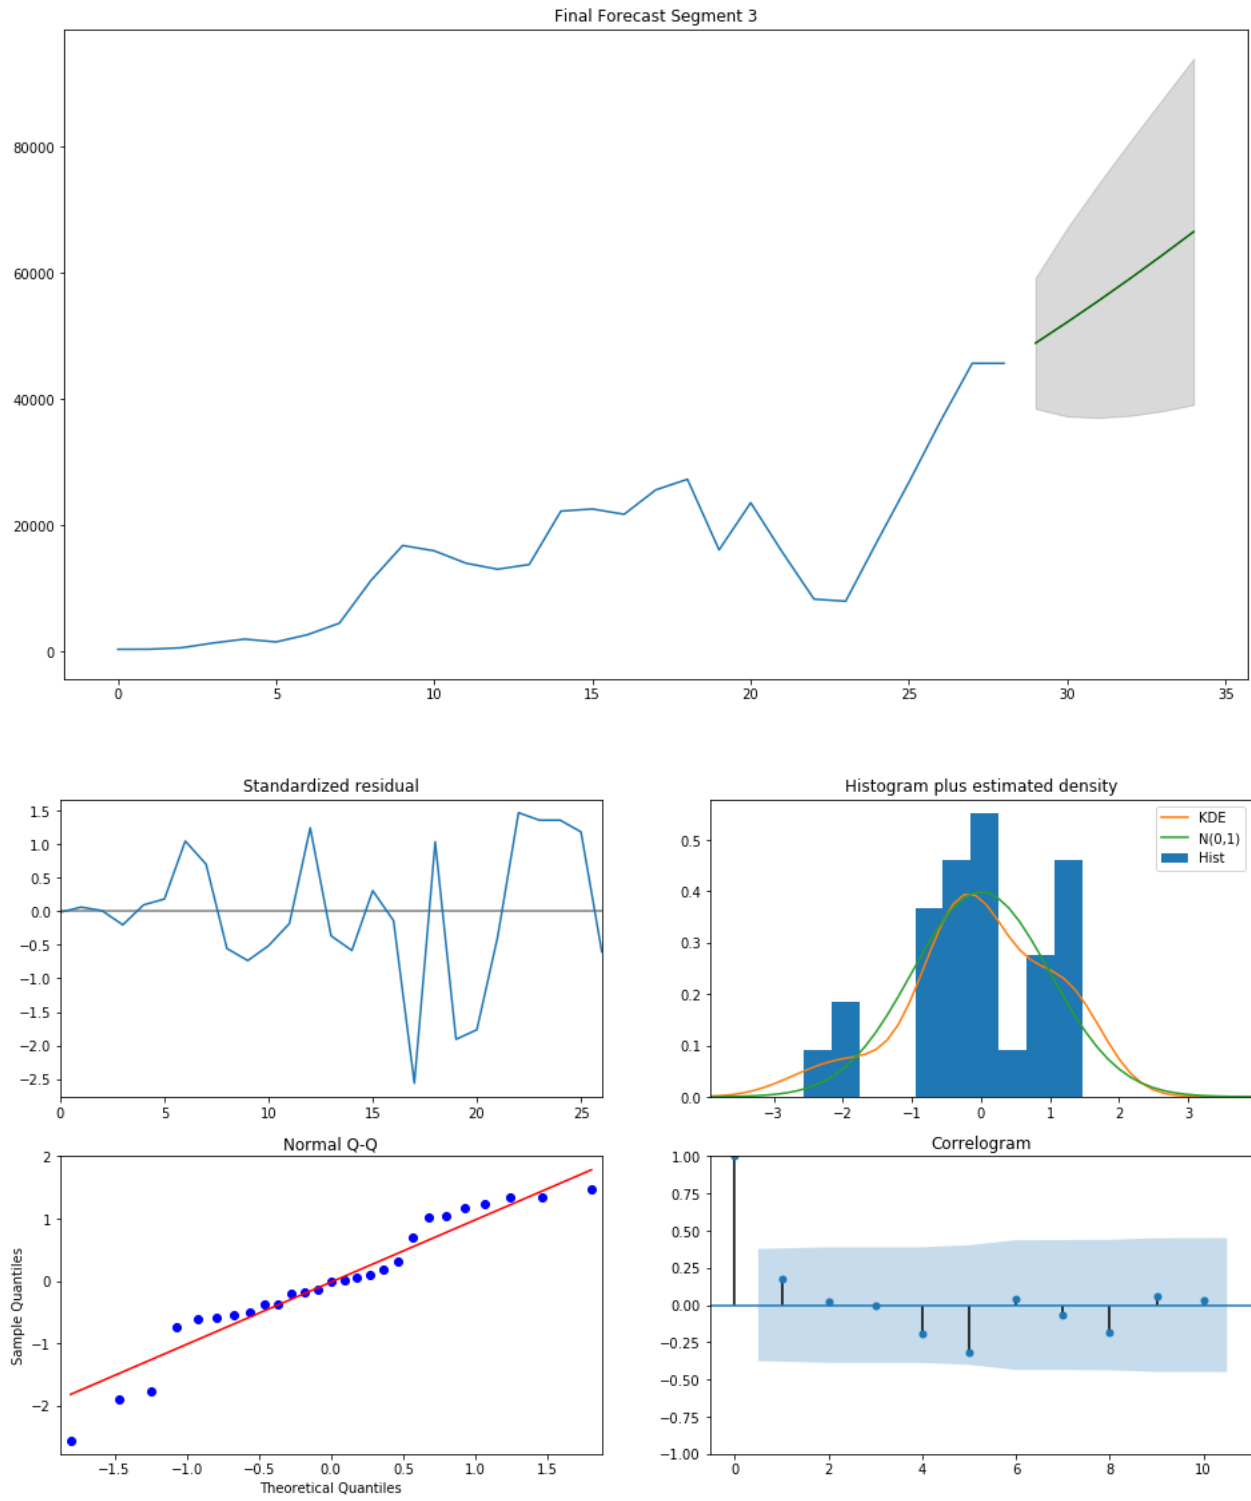 Final Forecast Segment 3
80000
60000
40000
20000
0
0 5 10 15 20 25 30 35
Standardized residual
1.5
1.0
0.5
0.0
−0.5
−1.0
−1.5
−2.0
−2.5
0 5 10 15 20 25
Histogram plus estimated density
KDE
N(0,1)
Hist
0.5
0.4
0.3
0.2
0.1
0.0
−3 −2 −1 0 1 2 3
Normal Q-Q
2
1
0
−1
−2
Sample Quantiles
−1.5 −1.0 −0.5 0.0 0.5 1.0 1.5
Theoretical Quantiles
Correlogram
1.00
0.75
0.50
0.25
0.00
−0.25
−0.50
−0.75
−1.00
0 2 4 6 8 10